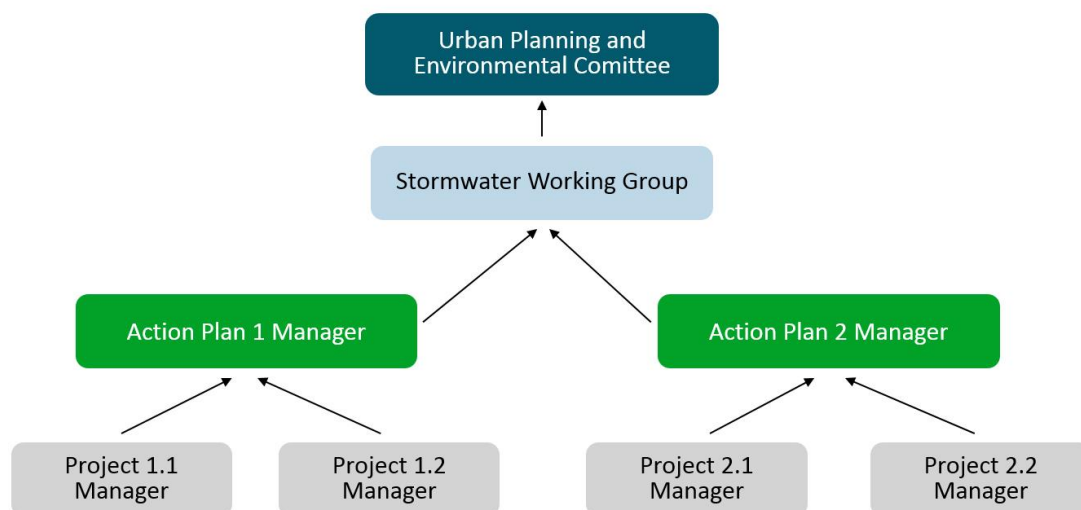 Urban Planning and
Environmental Comittee
Stormwater Working Group
Action Plan 1 Manager
Action Plan 2 Manager
Project 1.1
Manager
Project 1.2
Manager
Project 2.1
Manager
Project 2.2
Manager